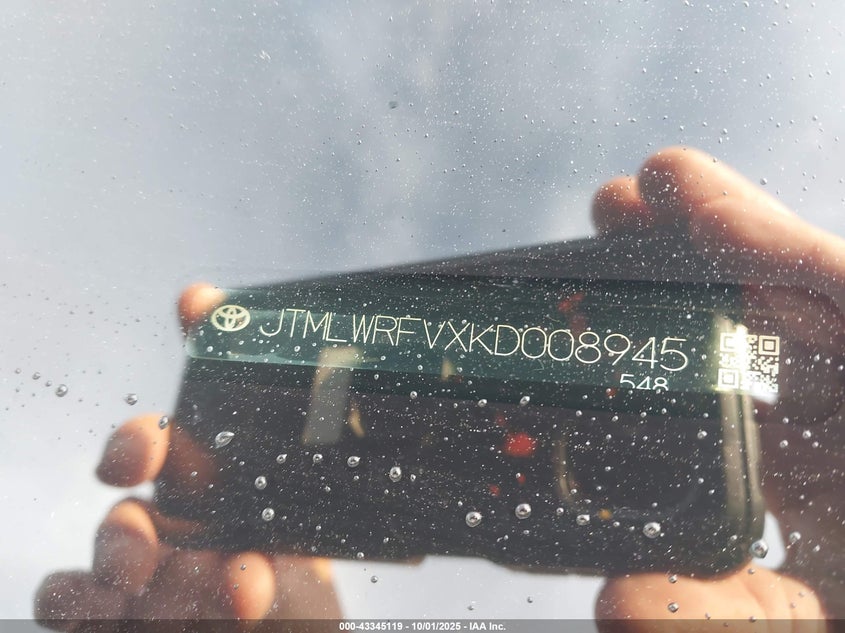 JTMLWRFVXKD008945
548
000-43345119 - 10/01/2025 - IAA Inc.